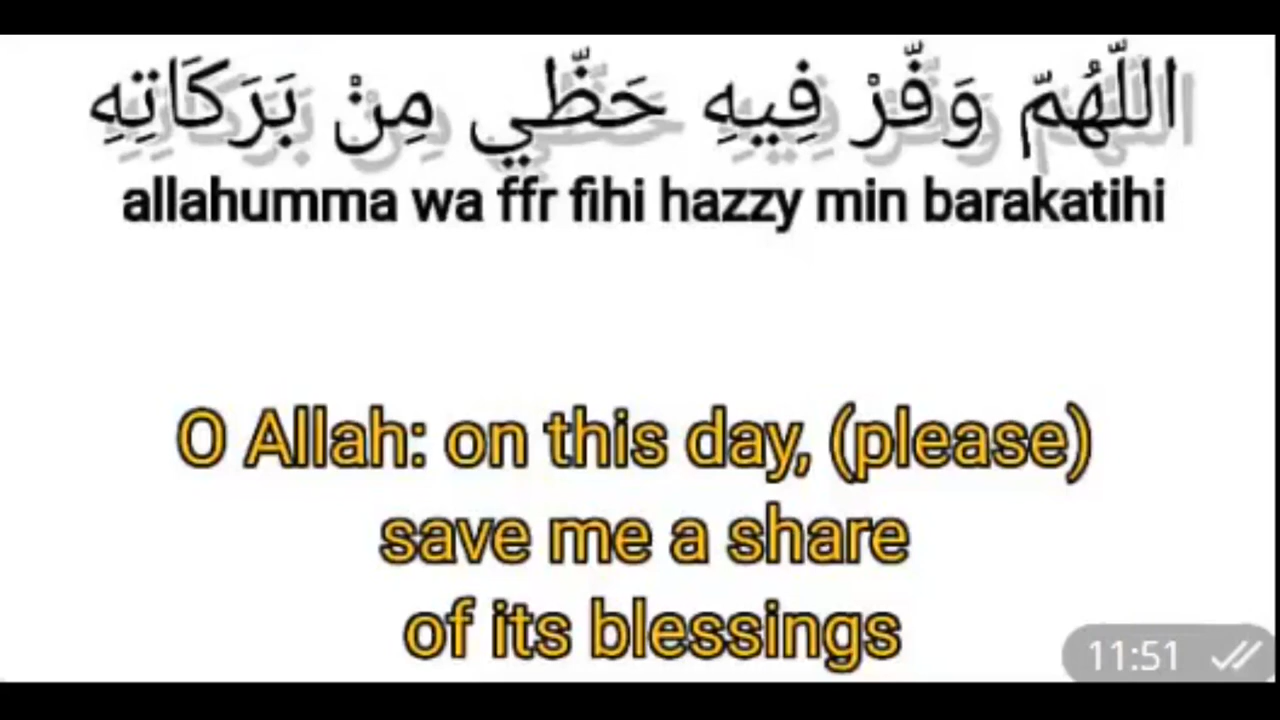 اللّهُمّ وَفّرْ فِيهِ حَظّي مِنْ بَرَكَاتِهِ
allahumma wa ffr fihi hazzy min barakatihi
O Allah: on this day, (please)
save me a share
of its blessings
11:51